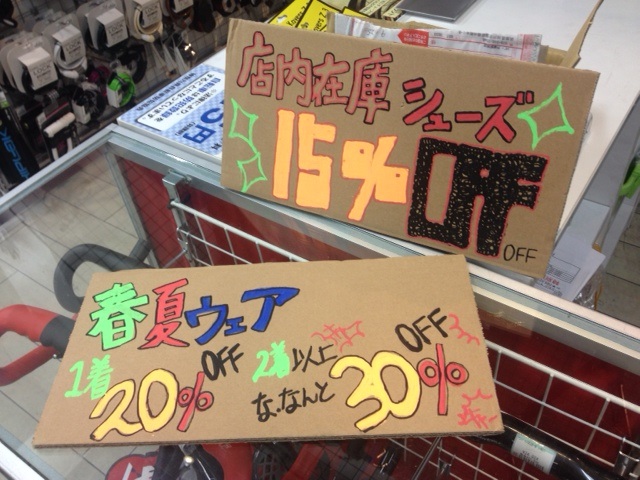 店内在庫 シューズ
15% OFF
OFF
春夏ウェア
1着 20% OFF
2着以上 な・なんと 30% OFF